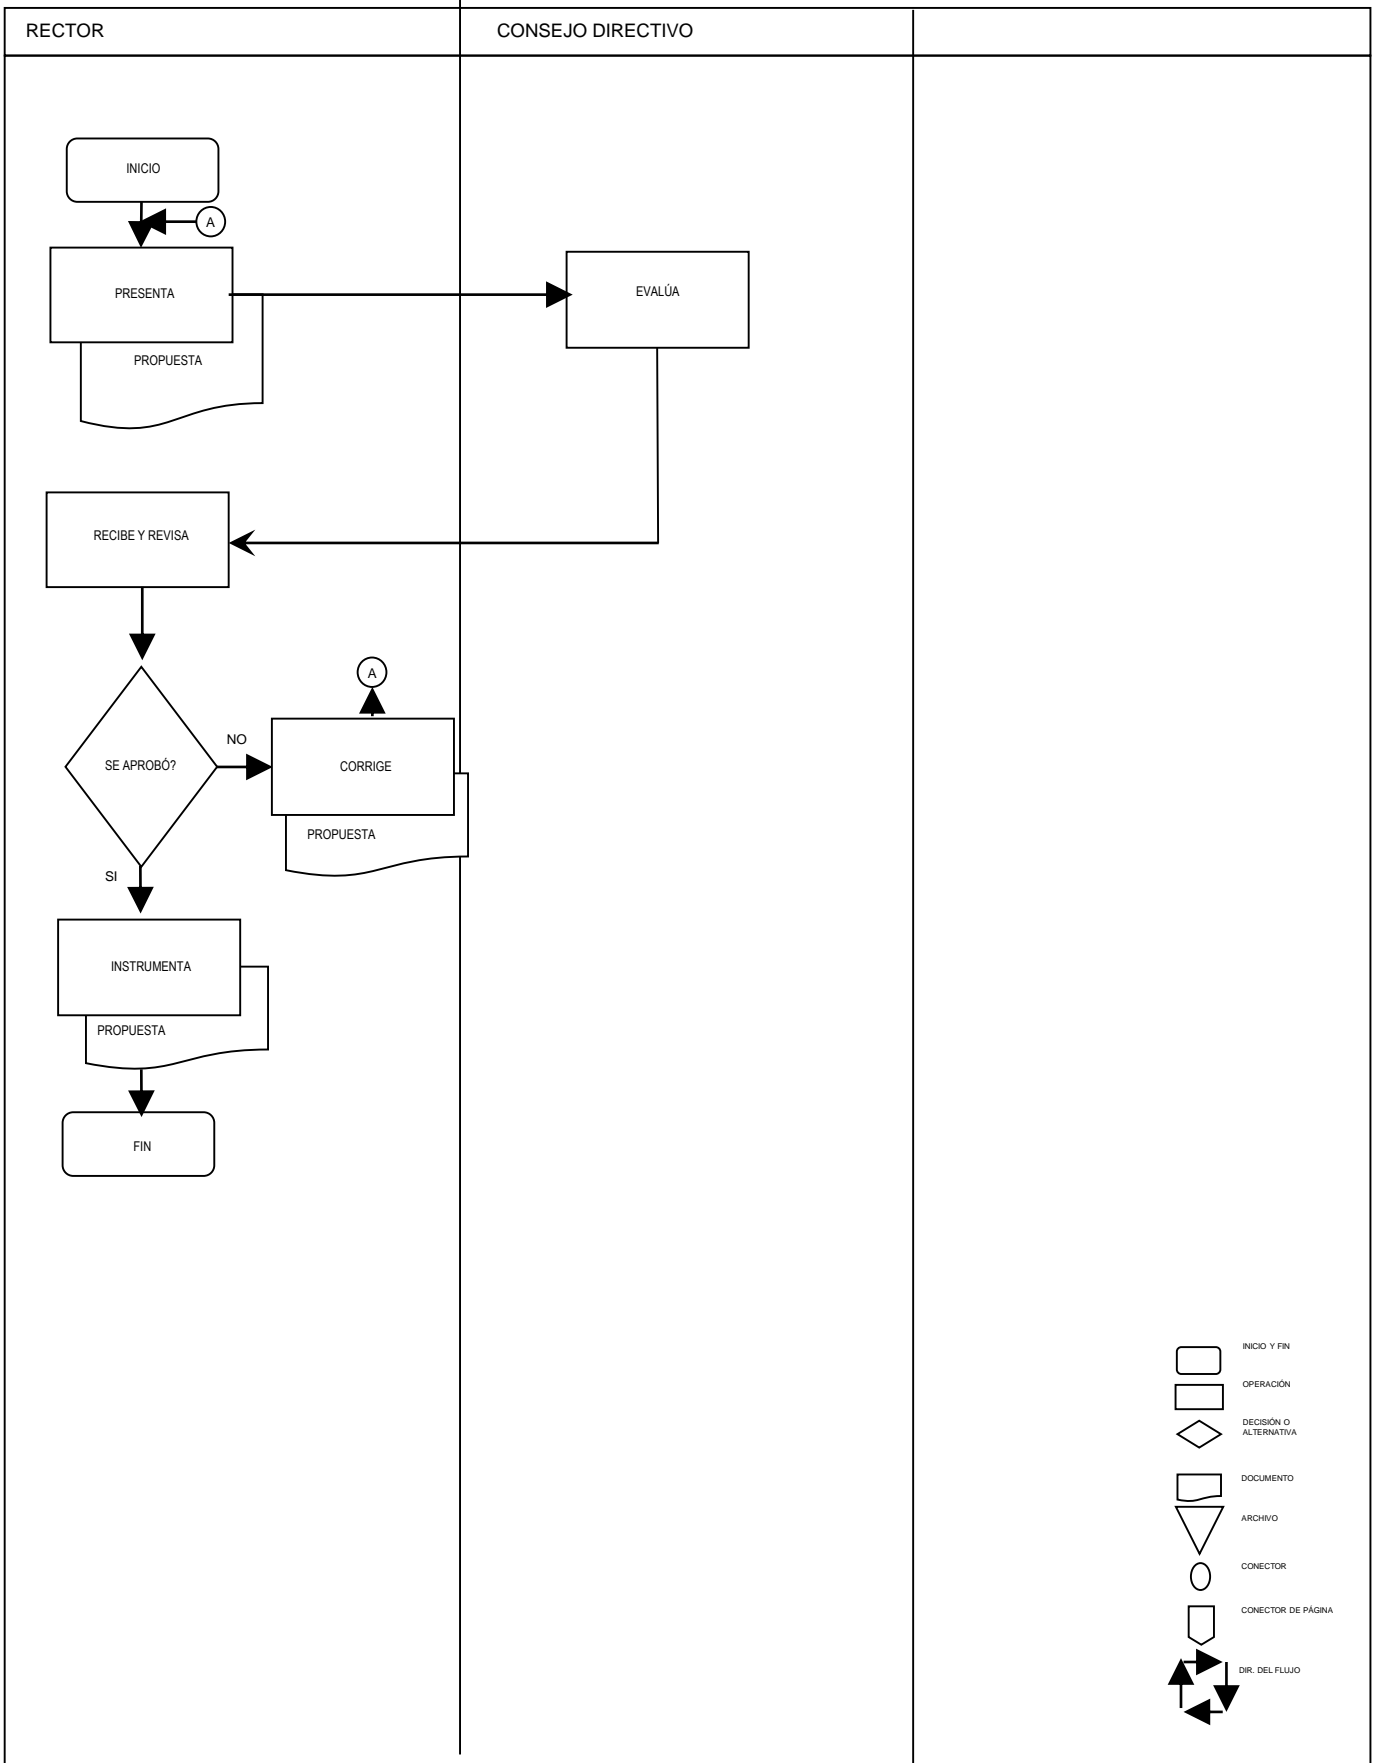 RECTOR
CONSEJO DIRECTIVO
INICIO
A
PRESENTA
PROPUESTA
EVALÚA
RECIBE Y REVISA
SE APROBÓ?
NO
A
CORRIGE
PROPUESTA
SI
INSTRUMENTA
PROPUESTA
FIN
INICIO Y FIN
OPERACIÓN
DECISIÓN O
ALTERNATIVA
DOCUMENTO
ARCHIVO
CONECTOR
CONECTOR DE PÁGINA
DIR. DEL FLUJO